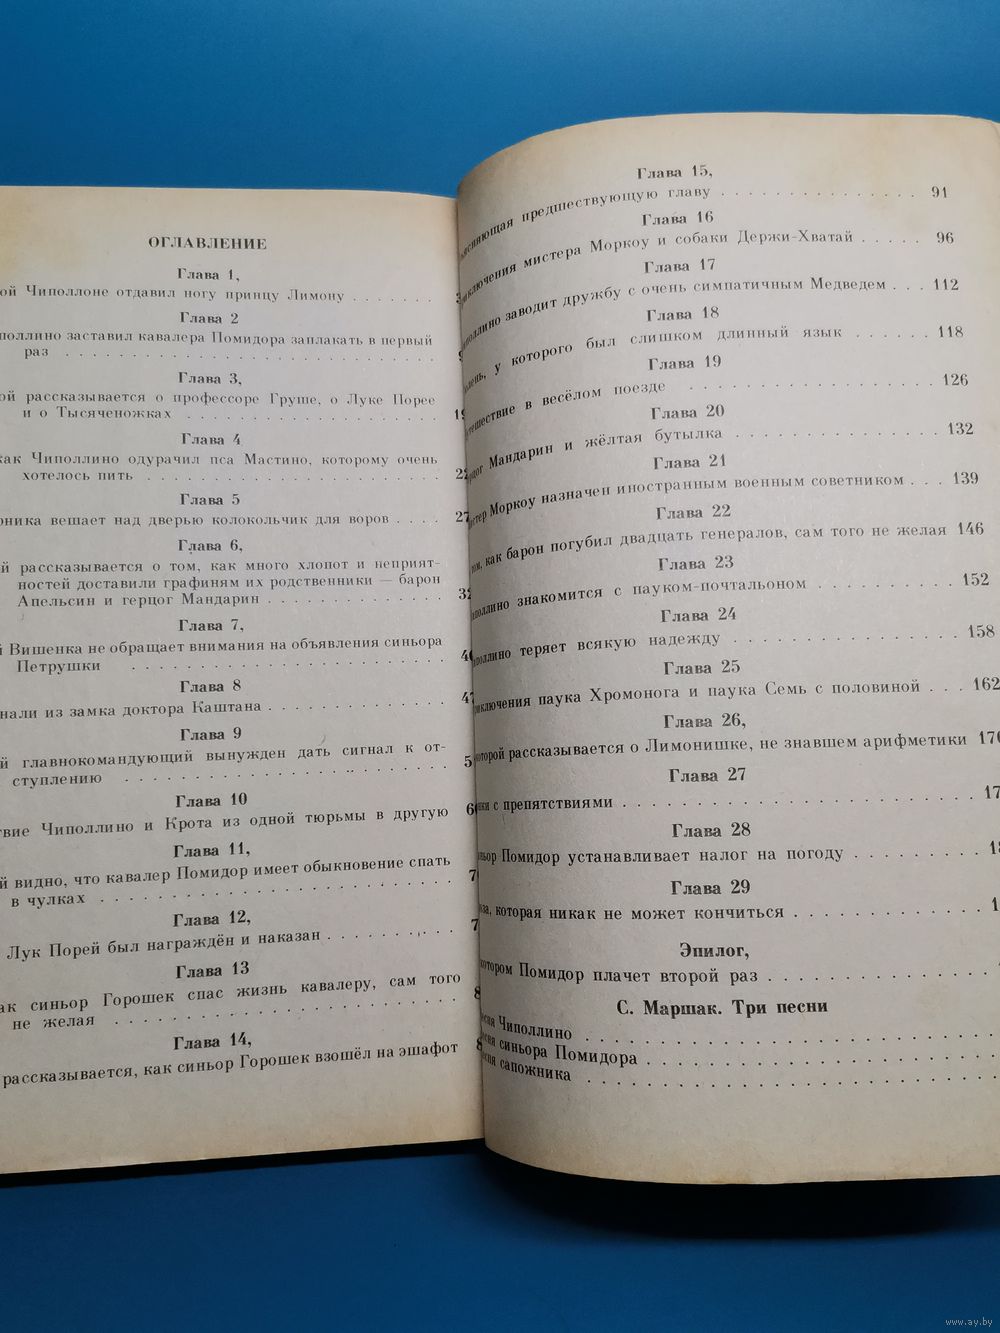 ОГЛАВЛЕНИЕ
Глава 1,
Чиполлоне отдавил ногу принцу Лимону
Глава 2
заставил кавалера Помидора заплакать в первый
раз
Глава 3,
рассказывается о профессоре Груше, о Луке Порее
и о Тысяченожках
Глава 4
как Чиполлино одурачил пса Мастино, которому очень
хотелось пить
Глава 5
вешает над дверью колокольчик для воров 27
Глава 6,
рассказывается о том, как много хлопот и неприят-
ностей доставили графиням их родственники — барон
Апельсин и герцог Мандарин 32
Глава 7,
Вишенка не обращает внимания на объявления синьора
Петрушки
Глава 8
из замка доктора Каштана 47
Глава 9
главнокомандующий вынужден дать сигнал к от-
ступлению
Глава 10
Чиполлино и Крота из одной тюрьмы в другую
Глава 11,
видно, что кавалер Помидор имеет обыкновение спать
в чулках
Глава 12,
Лук Порей был награждён и наказан
Глава 13
синьор Горошек спас жизнь кавалеру, сам того
не желая
Глава 14,
рассказывается, как синьор Горошек взошёл на эшафот
Глава 15,
предшествующую главу 91
Глава 16
мистера Моркоу и собаки Держи-Хватай 96
Глава 17
заводит дружбу с очень симпатичным Медведем 112
Глава 18
у которого был слишком длинный язык 118
Глава 19
в весёлом поезде 126
Глава 20
Мандарин и жёлтая бутылка 132
Глава 21
Моркоу назначен иностранным военным советником 139
Глава 22
том, как барон погубил двадцать генералов, сам того не желая 146
Глава 23
знакомится с пауком-почтальоном 152
Глава 24
теряет всякую надежду 158
Глава 25
паука Хромонога и паука Семь с половиной 162
Глава 26,
которой рассказывается о Лимонишке, не знавшем арифметики
Глава 27
с препятствиями
Глава 28
Помидор устанавливает налог на погоду
Глава 29
которая никак не может кончиться
Эпилог,
котором Помидор плачет второй раз
С. Маршак. Три песни
Чиполлино
синьора Помидора
сапожника
www.ay.by